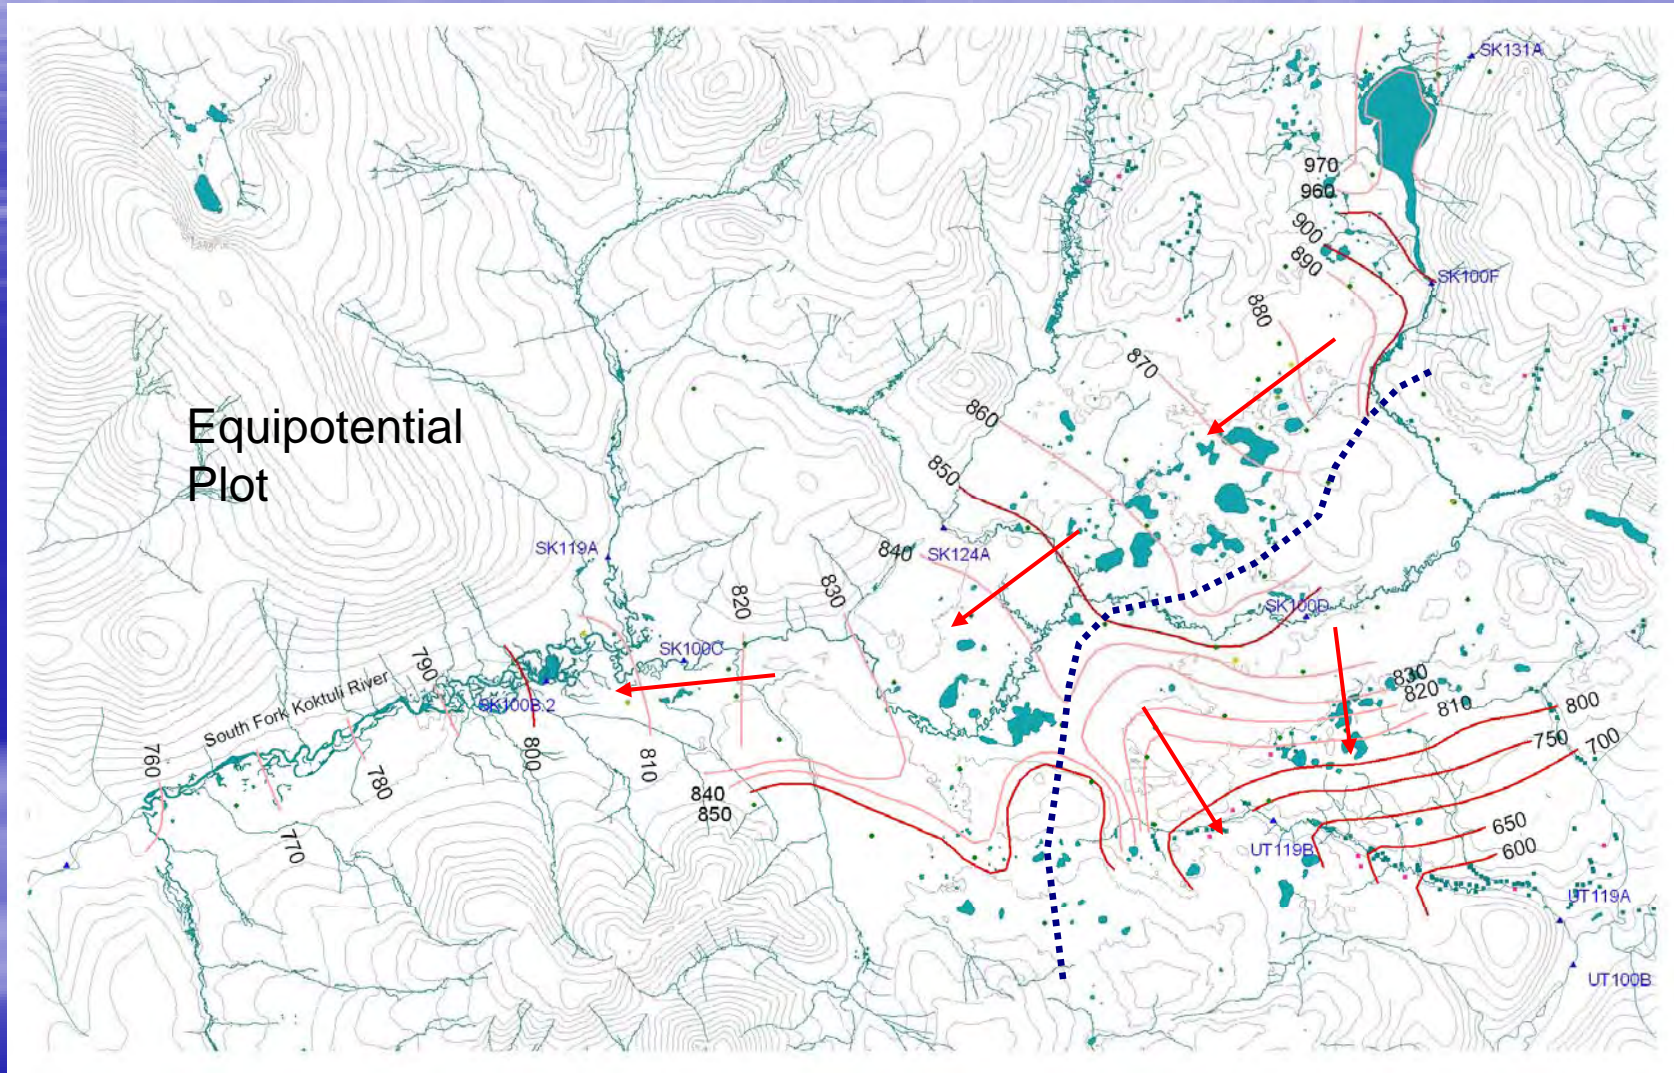 SK131A
970
960
900
890
SK100F
880
870
860
850
Equipotential
Plot
SK119A
840
SK124A
820
830
SK100D
SK100C
790
South Fork Koktuli River
SK100B.2
830
820
810
800
750
700
760
780
800
810
840
850
770
650
600
UT119B
UT119A
UT100B